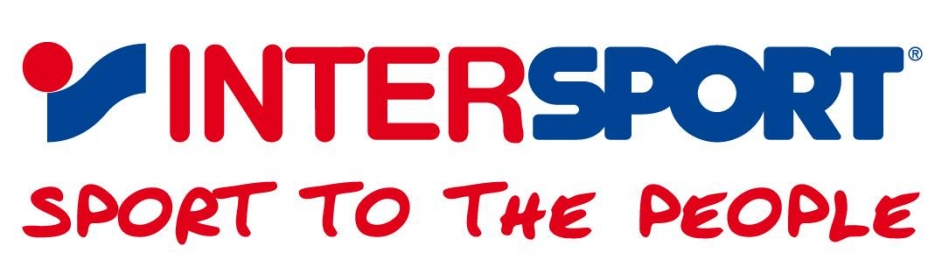 INTERSPORT®
SPORT TO THE PEOPLE